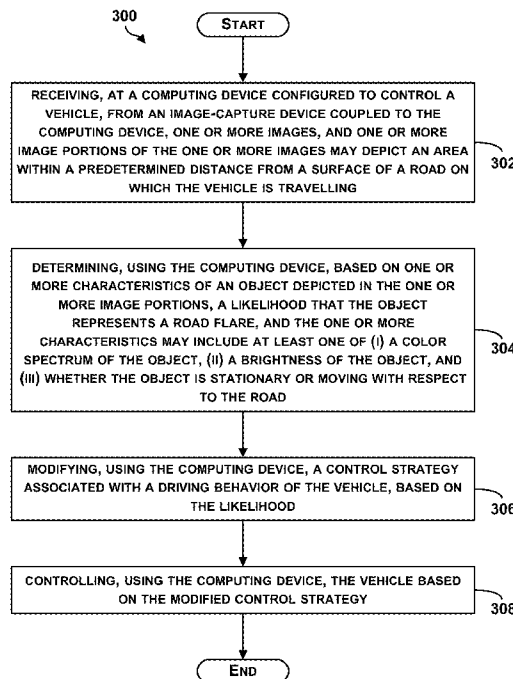 300
START
RECEIVING, AT A COMPUTING DEVICE CONFIGURED TO CONTROL A
VEHICLE, FROM AN IMAGE-CAPTURE DEVICE COUPLED TO THE
COMPUTING DEVICE, ONE OR MORE IMAGES, AND ONE OR MORE
IMAGE PORTIONS OF THE ONE OR MORE IMAGES MAY DEPICT AN AREA
WITHIN A PREDETERMINED DISTANCE FROM A SURFACE OF A ROAD ON
WHICH THE VEHICLE IS TRAVELLING
302
DETERMINING, USING THE COMPUTING DEVICE, BASED ON ONE OR
MORE CHARACTERISTICS OF AN OBJECT DEPICTED IN THE ONE OR
MORE IMAGE PORTIONS, A LIKELIHOOD THAT THE OBJECT
REPRESENTS A ROAD FLARE, AND THE ONE OR MORE
CHARACTERISTICS MAY INCLUDE AT LEAST ONE OF (I) A COLOR
SPECTRUM OF THE OBJECT, (II) A BRIGHTNESS OF THE OBJECT, AND
(III) WHETHER THE OBJECT IS STATIONARY OR MOVING WITH RESPECT
TO THE ROAD
304
MODIFYING, USING THE COMPUTING DEVICE, A CONTROL STRATEGY
ASSOCIATED WITH A DRIVING BEHAVIOR OF THE VEHICLE, BASED ON
THE LIKELIHOOD
306
CONTROLLING, USING THE COMPUTING DEVICE, THE VEHICLE BASED
ON THE MODIFIED CONTROL STRATEGY
308
END